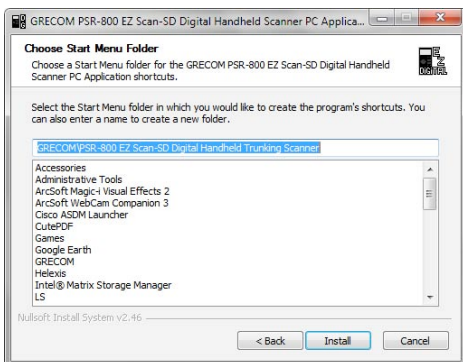 GRECOM PSR-800 EZ Scan-SD Digital Handheld Scanner PC Applica...
Choose Start Menu Folder
Choose a Start Menu folder for the GRECOM PSR-800 EZ Scan-SD Digital Handheld
Scanner PC Application shortcuts.
EZ
DIGITAL
Select the Start Menu folder in which you would like to create the program's shortcuts. You
can also enter a name to create a new folder.
GRECOM\PSR-800 EZ Scan-SD Digital Handheld Trunking Scanner
Accessories
Administrative Tools
ArcSoft Magic-i Visual Effects 2
ArcSoft WebCam Companion 3
Cisco ASDM Launcher
CutePDF
Games
Google Earth
GRECOM
Helexis
Intel® Matrix Storage Manager
LS
Nullsoft Install System v2.46
< Back
Install
Cancel